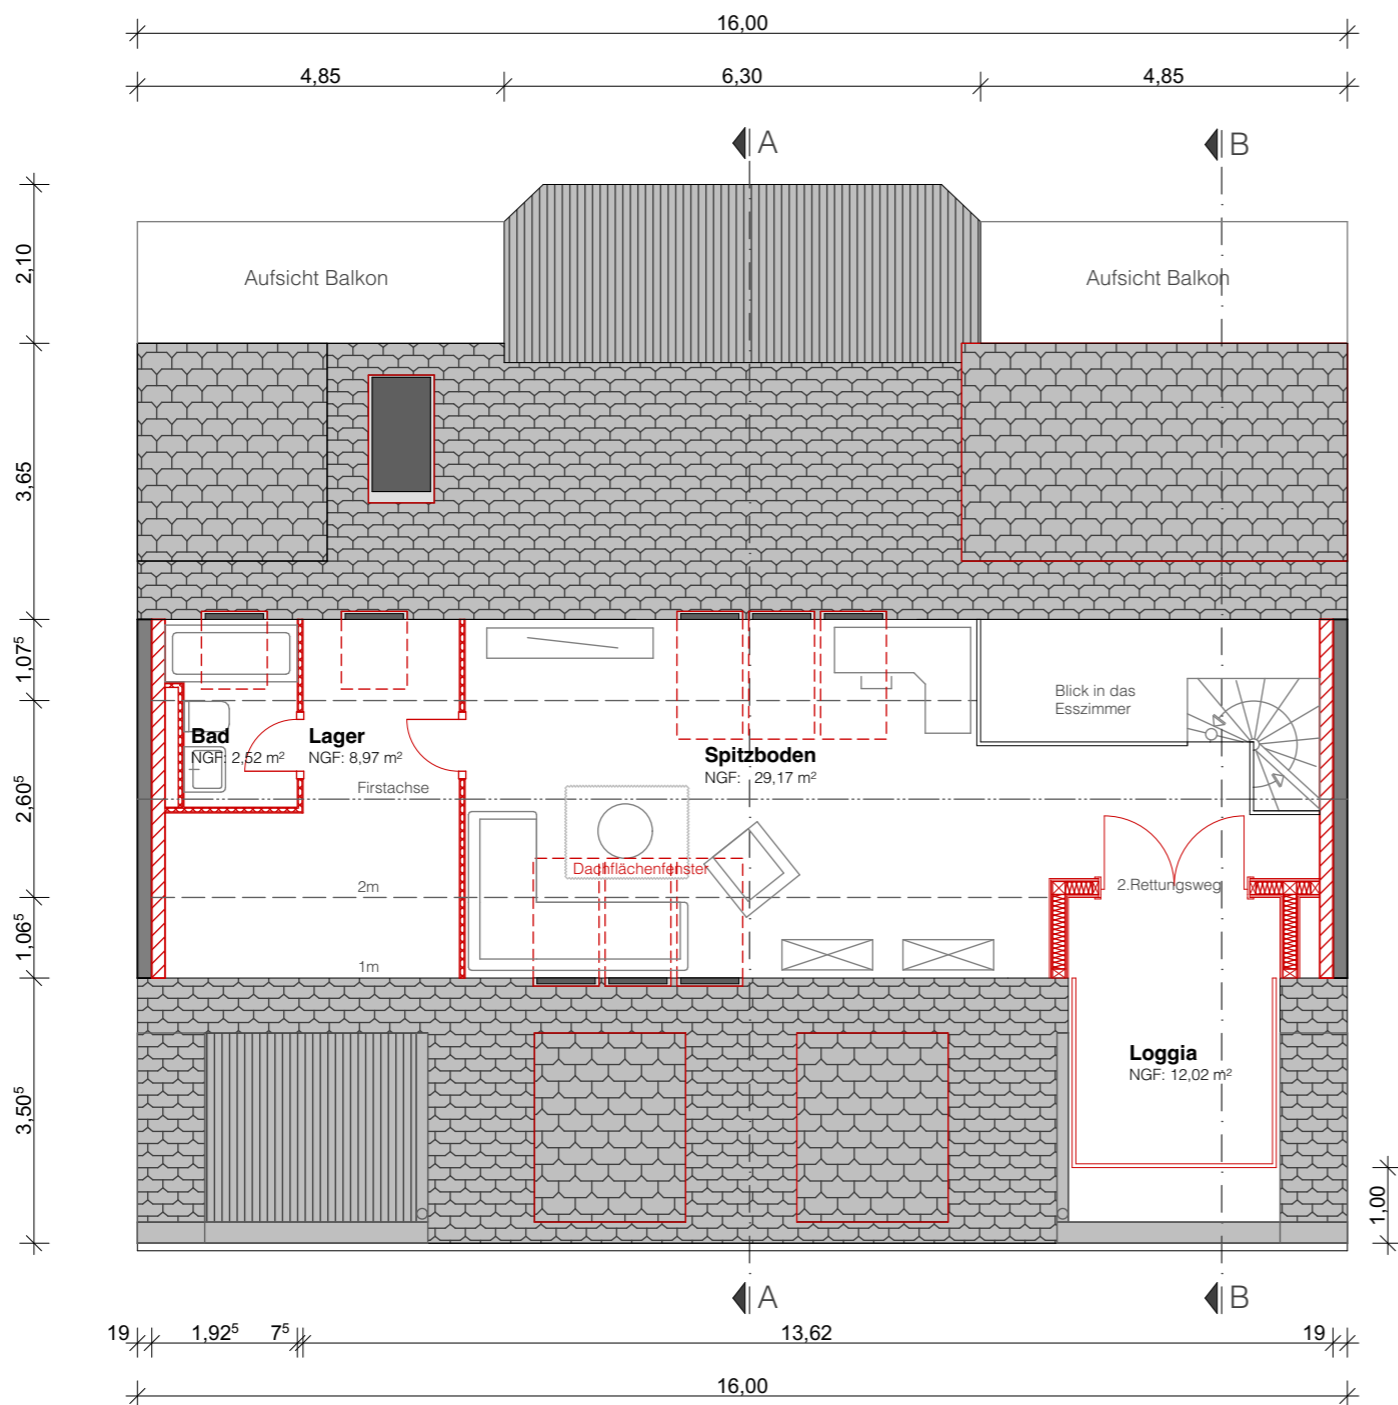 16,00
4,85
6,30
4,85
A
B
2,10
Aufsicht Balkon
Aufsicht Balkon
3,65
1,07⁵
Blick in das
Esszimmer
Bad
NGF: 2,52 m²
Lager
NGF: 8,97 m²
Spitzboden
NGF: 29,17 m²
Firstachse
2,60⁵
Dachflächenfenster
2m
2.Rettungsweg
1,06⁵
1m
Loggia
NGF: 12,02 m²
3,50⁵
1,00
A
B
19
1,92⁵
7⁵
13,62
19
16,00